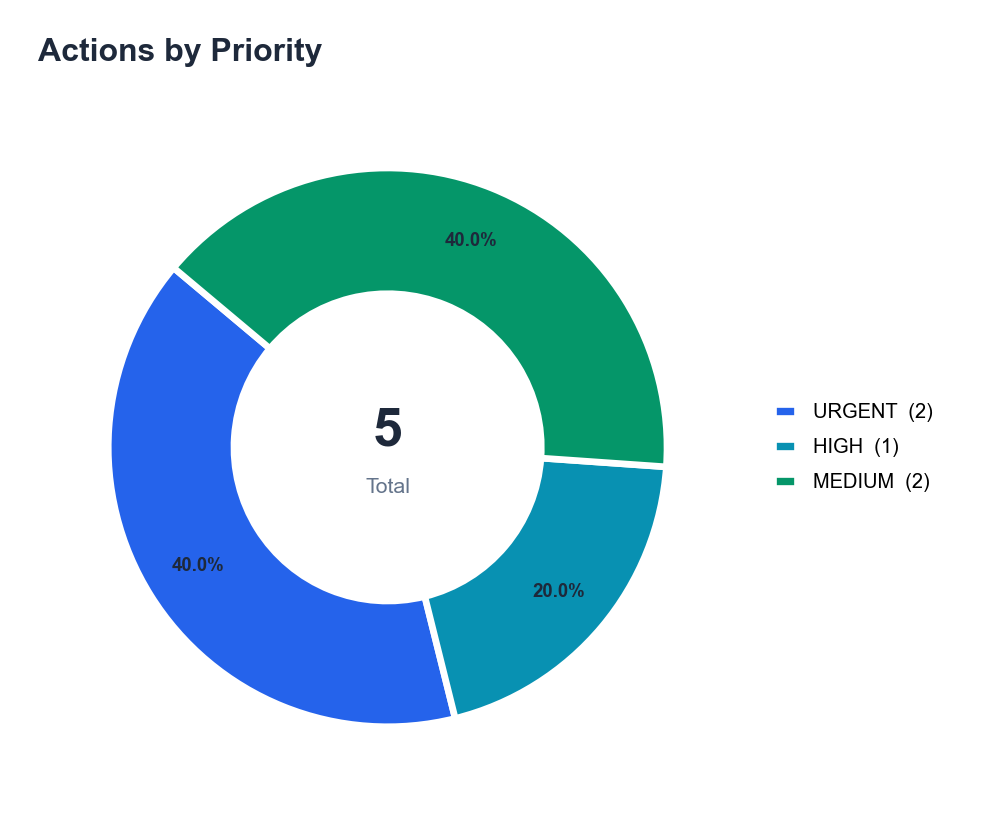 Actions by Priority
40.0%
5
Total
40.0%
20.0%
URGENT (2)
HIGH (1)
MEDIUM (2)